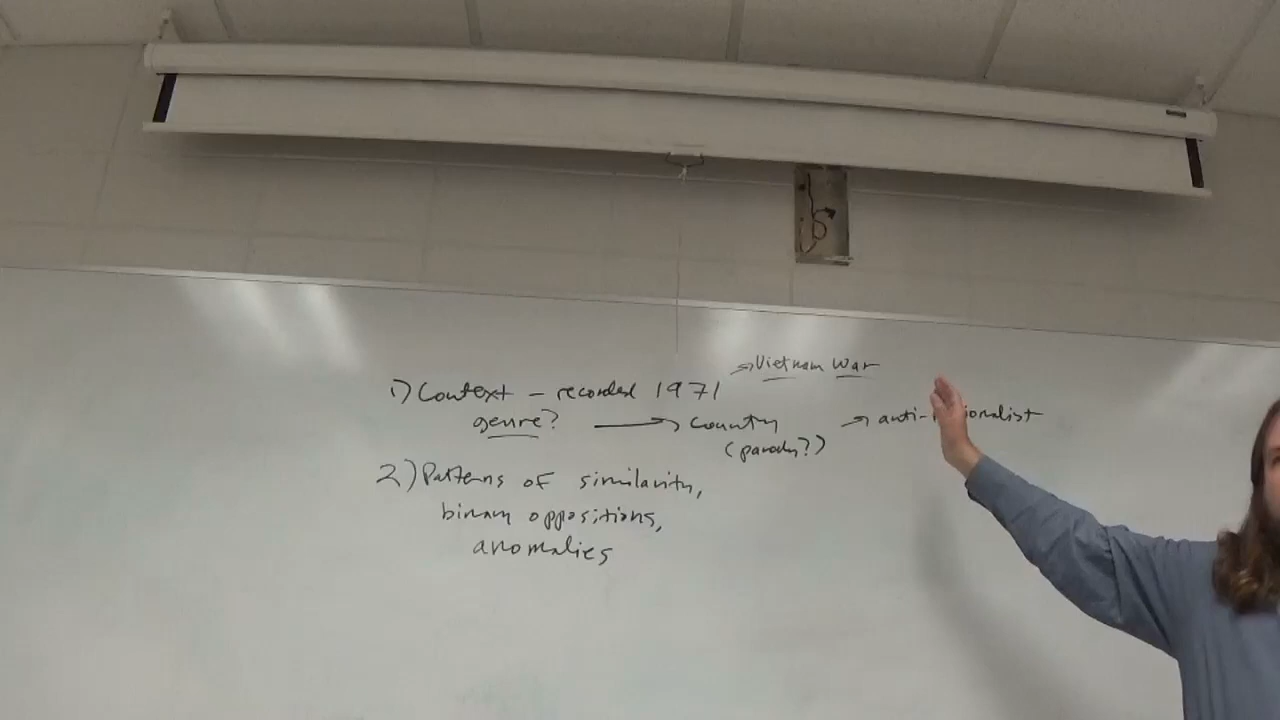 → Vietnam War
1) Context – recorded 1971
genre? → Country → anti-
(parody?)
2) Patterns of similarity,
binary oppositions,
anomalies